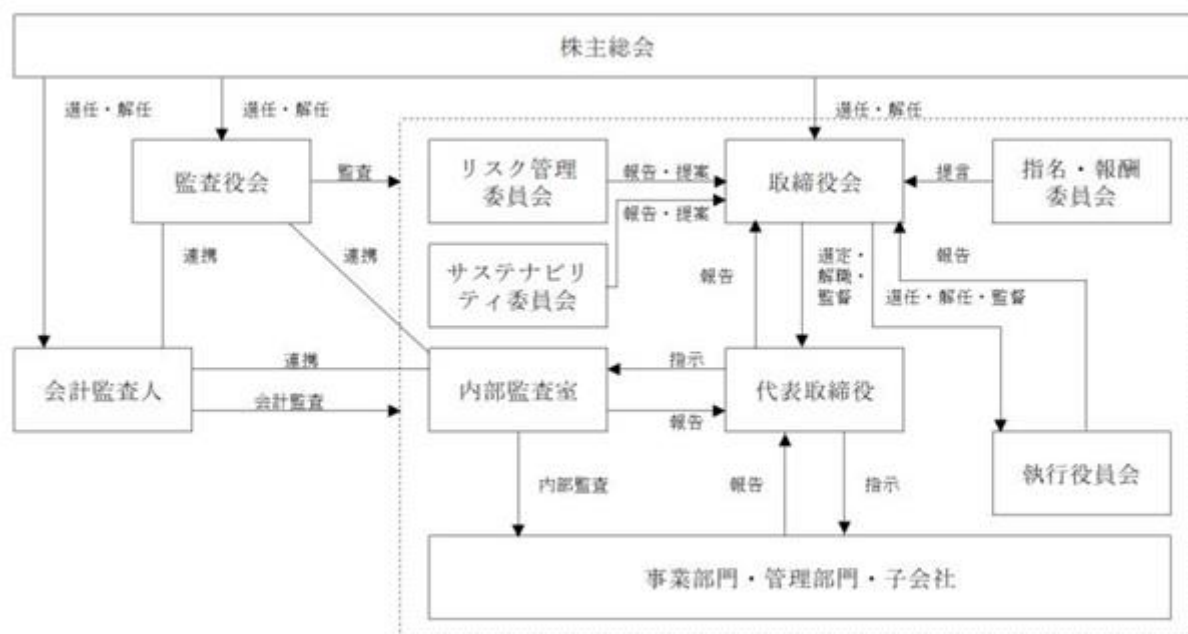 株主総会
選任・解任
選任・解任
選任・解任
監査役会
監査
リスク管理
委員会
報告・提案
取締役会
提言
指名・報酬
委員会
報告・提案
連携
連携
サステナビリ
ティ委員会
報告
選定・
解職・
監督
報告
選任・解任・監督
会計監査人
連携
会計監査
内部監査室
指示
報告
代表取締役
執行役員会
内部監査
報告
指示
事業部門・管理部門・子会社